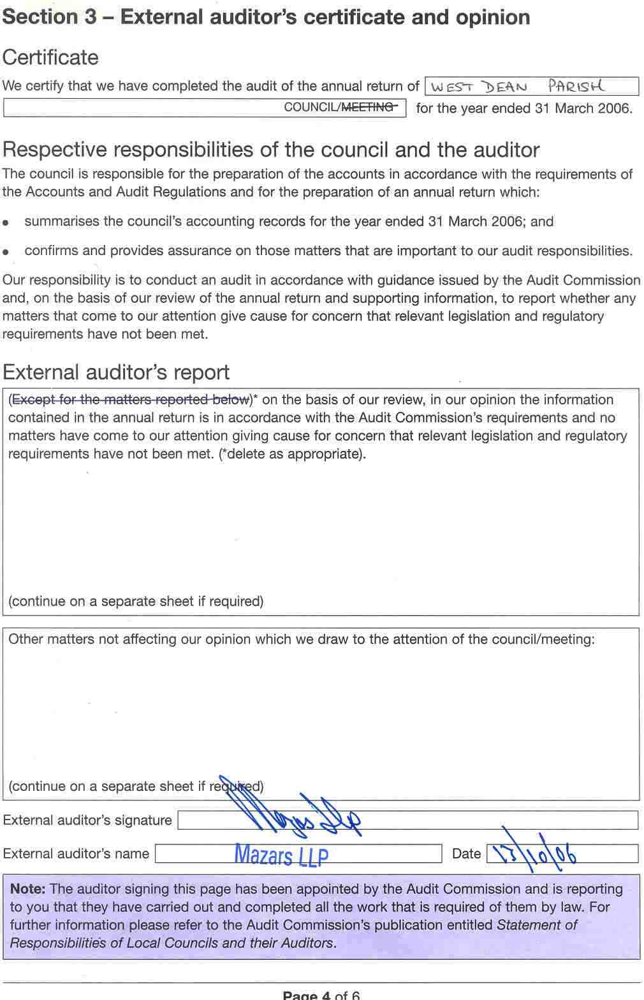 Section 3 – External auditor's certificate and opinion
Certificate
We certify that we have completed the audit of the annual return of WEST DEAN PARISH
COUNCIL/MEETING for the year ended 31 March 2006.
Respective responsibilities of the council and the auditor
The council is responsible for the preparation of the accounts in accordance with the requirements of
the Accounts and Audit Regulations and for the preparation of an annual return which:
• summarises the council's accounting records for the year ended 31 March 2006; and
• confirms and provides assurance on those matters that are important to our audit responsibilities.
Our responsibility is to conduct an audit in accordance with guidance issued by the Audit Commission
and, on the basis of our review of the annual return and supporting information, to report whether any
matters that come to our attention give cause for concern that relevant legislation and regulatory
requirements have not been met.
External auditor's report
(Except for the matters reported below)* on the basis of our review, in our opinion the information
contained in the annual return is in accordance with the Audit Commission's requirements and no
matters have come to our attention giving cause for concern that relevant legislation and regulatory
requirements have not been met. (*delete as appropriate).
(continue on a separate sheet if required)
Other matters not affecting our opinion which we draw to the attention of the council/meeting:
(continue on a separate sheet if required)
External auditor's signature Mazars LLP
External auditor's name Mazars LLP Date 13/10/06
Note: The auditor signing this page has been appointed by the Audit Commission and is reporting
to you that they have carried out and completed all the work that is required of them by law. For
further information please refer to the Audit Commission's publication entitled Statement of
Responsibilities of Local Councils and their Auditors.
Page 4 of 6